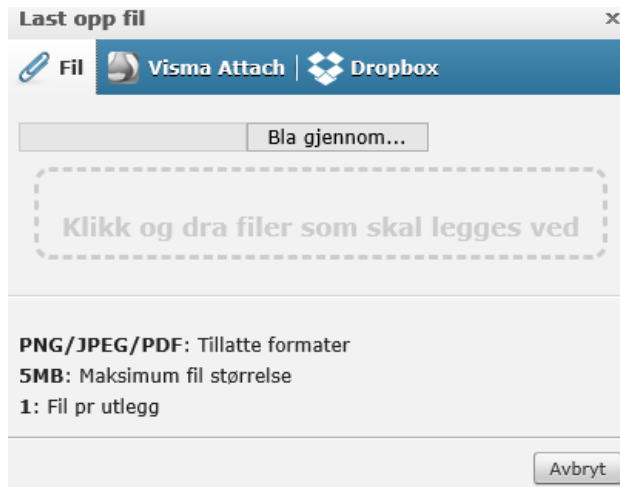 Last opp fil x
Fil Visma Attach | Dropbox
Bla gjennom...
Klikk og dra filer som skal legges ved
PNG/JPEG/PDF: Tillatte formater
5MB: Maksimum fil størrelse
1: Fil pr utlegg
Avbryt